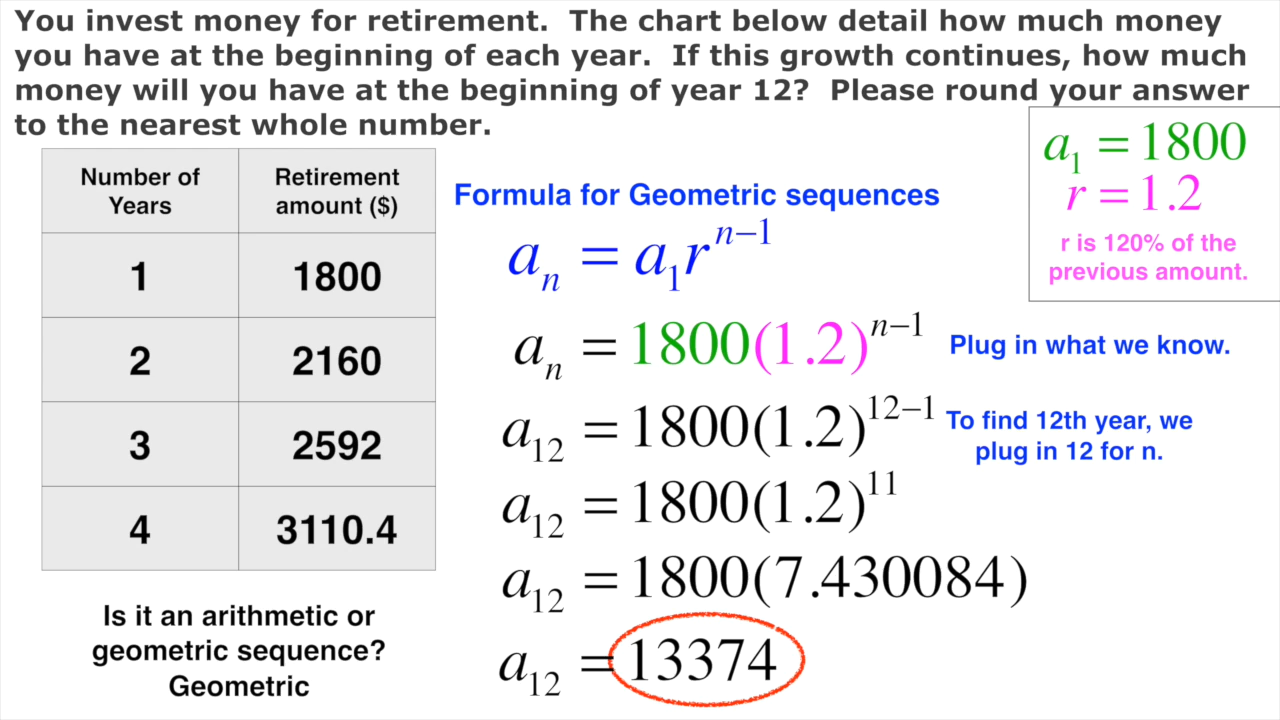 You invest money for retirement. The chart below detail how much money
you have at the beginning of each year. If this growth continues, how much
money will you have at the beginning of year 12? Please round your answer
to the nearest whole number.
a₁ = 1800
r = 1.2
r is 120% of the
previous amount.
Number of Years | Retirement amount ($)
1 | 1800
2 | 2160
3 | 2592
4 | 3110.4
Is it an arithmetic or
geometric sequence?
Geometric
Formula for Geometric sequences
aₙ = a₁rⁿ⁻¹
aₙ = 1800(1.2)ⁿ⁻¹
Plug in what we know.
a₁₂ = 1800(1.2)¹²⁻¹
To find 12th year, we
plug in 12 for n.
a₁₂ = 1800(1.2)¹¹
a₁₂ = 1800(7.430084)
a₁₂ = 13374